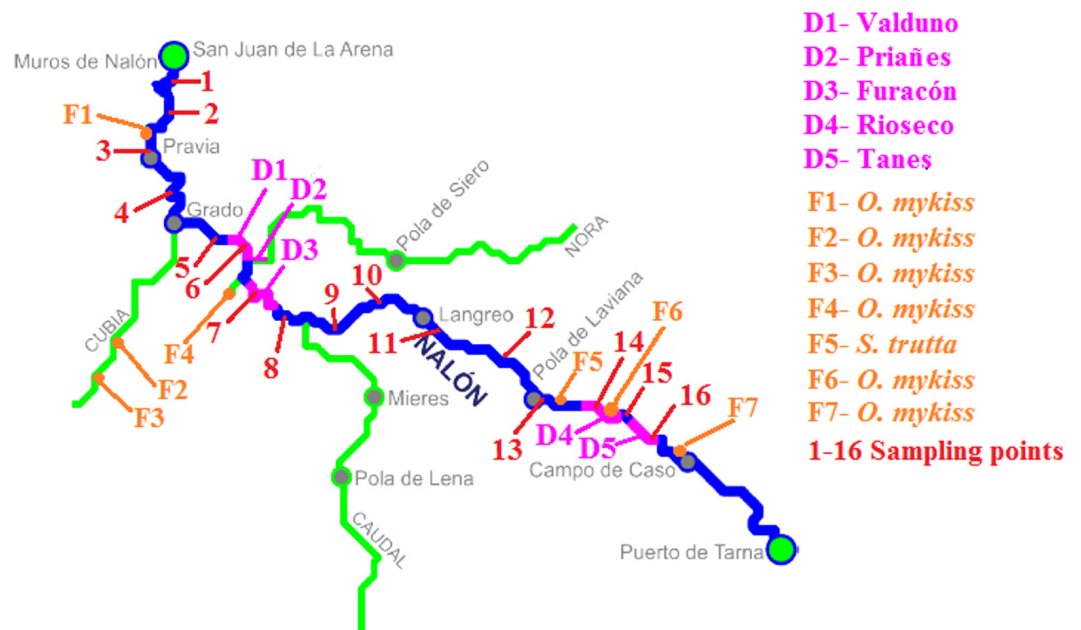 San Juan de La Arena
Muros de Nalón
1
2
F1
3
Pravia
4
Grado
D1
D2
Pola de Siero
NORA
5
6
D3
7
F4
8
9
10
Langreo
11
NALÓN
12
Pola de Laviana
F5
14
F6
15
16
F7
13
D4
D5
Campo de Caso
Puerto de Tarna
CUBIA
F2
F3
Mieres
Pola de Lena
CAUDAL
D1- Valduno
D2- Priañes
D3- Furacón
D4- Rioseco
D5- Tanes
F1- O. mykiss
F2- O. mykiss
F3- O. mykiss
F4- O. mykiss
F5- S. trutta
F6- O. mykiss
F7- O. mykiss
1-16 Sampling points